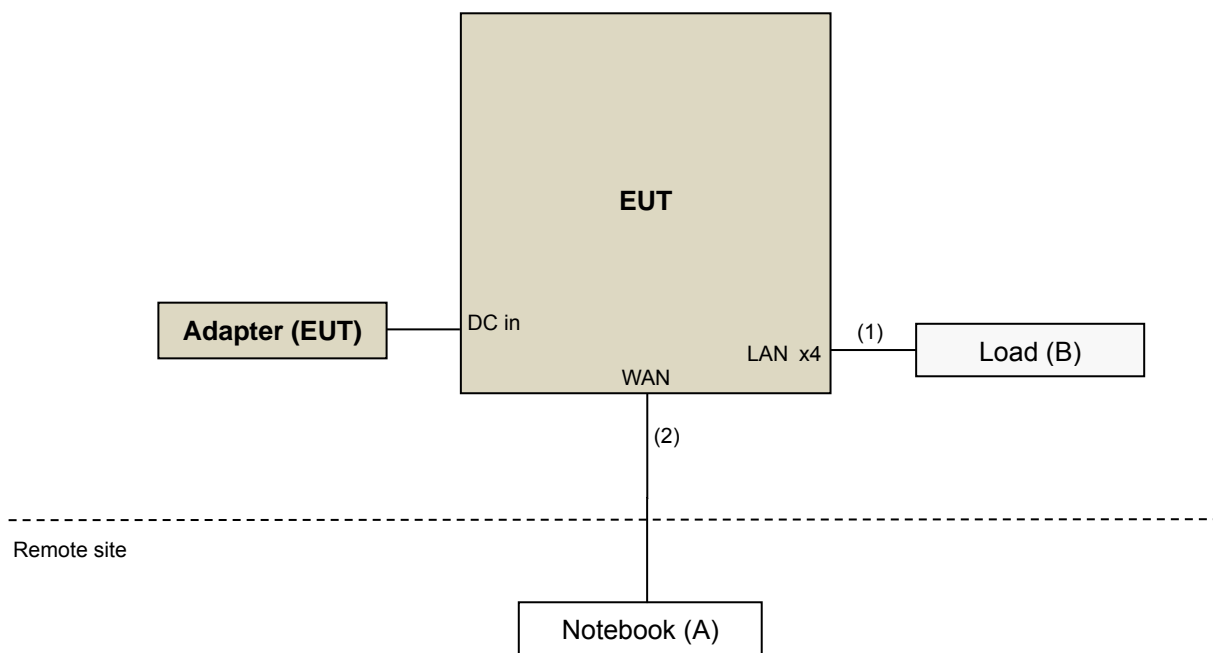 EUT
Adapter (EUT)
DC in
(1)
LAN x4
Load (B)
WAN
(2)
Remote site
Notebook (A)